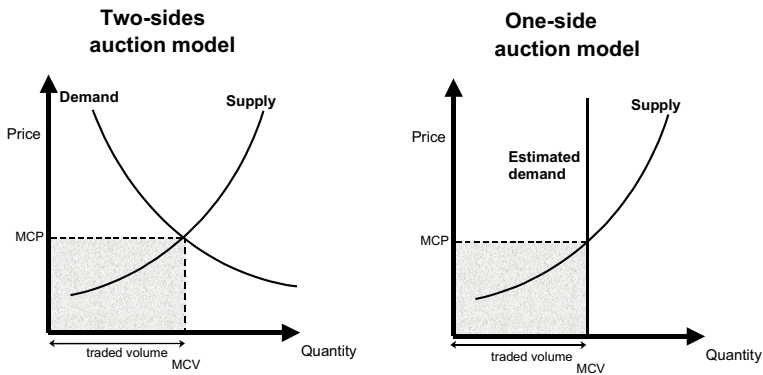 Two-sides
auction model
Demand
Supply
Price
MCP
traded volume
MCV
Quantity
One-side
auction model
Supply
Price
Estimated
demand
MCP
traded volume
MCV
Quantity